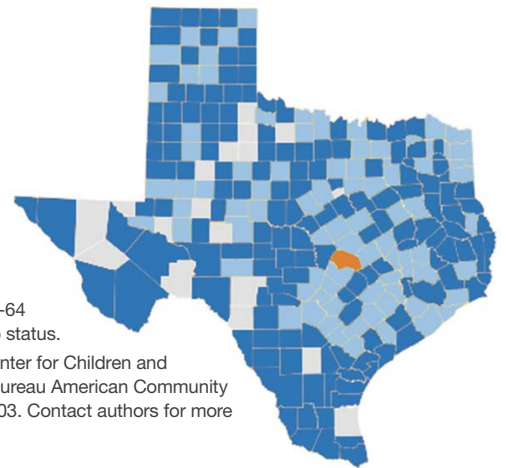 -64
status.
nter for Children and
ureau American Community
03. Contact authors for more